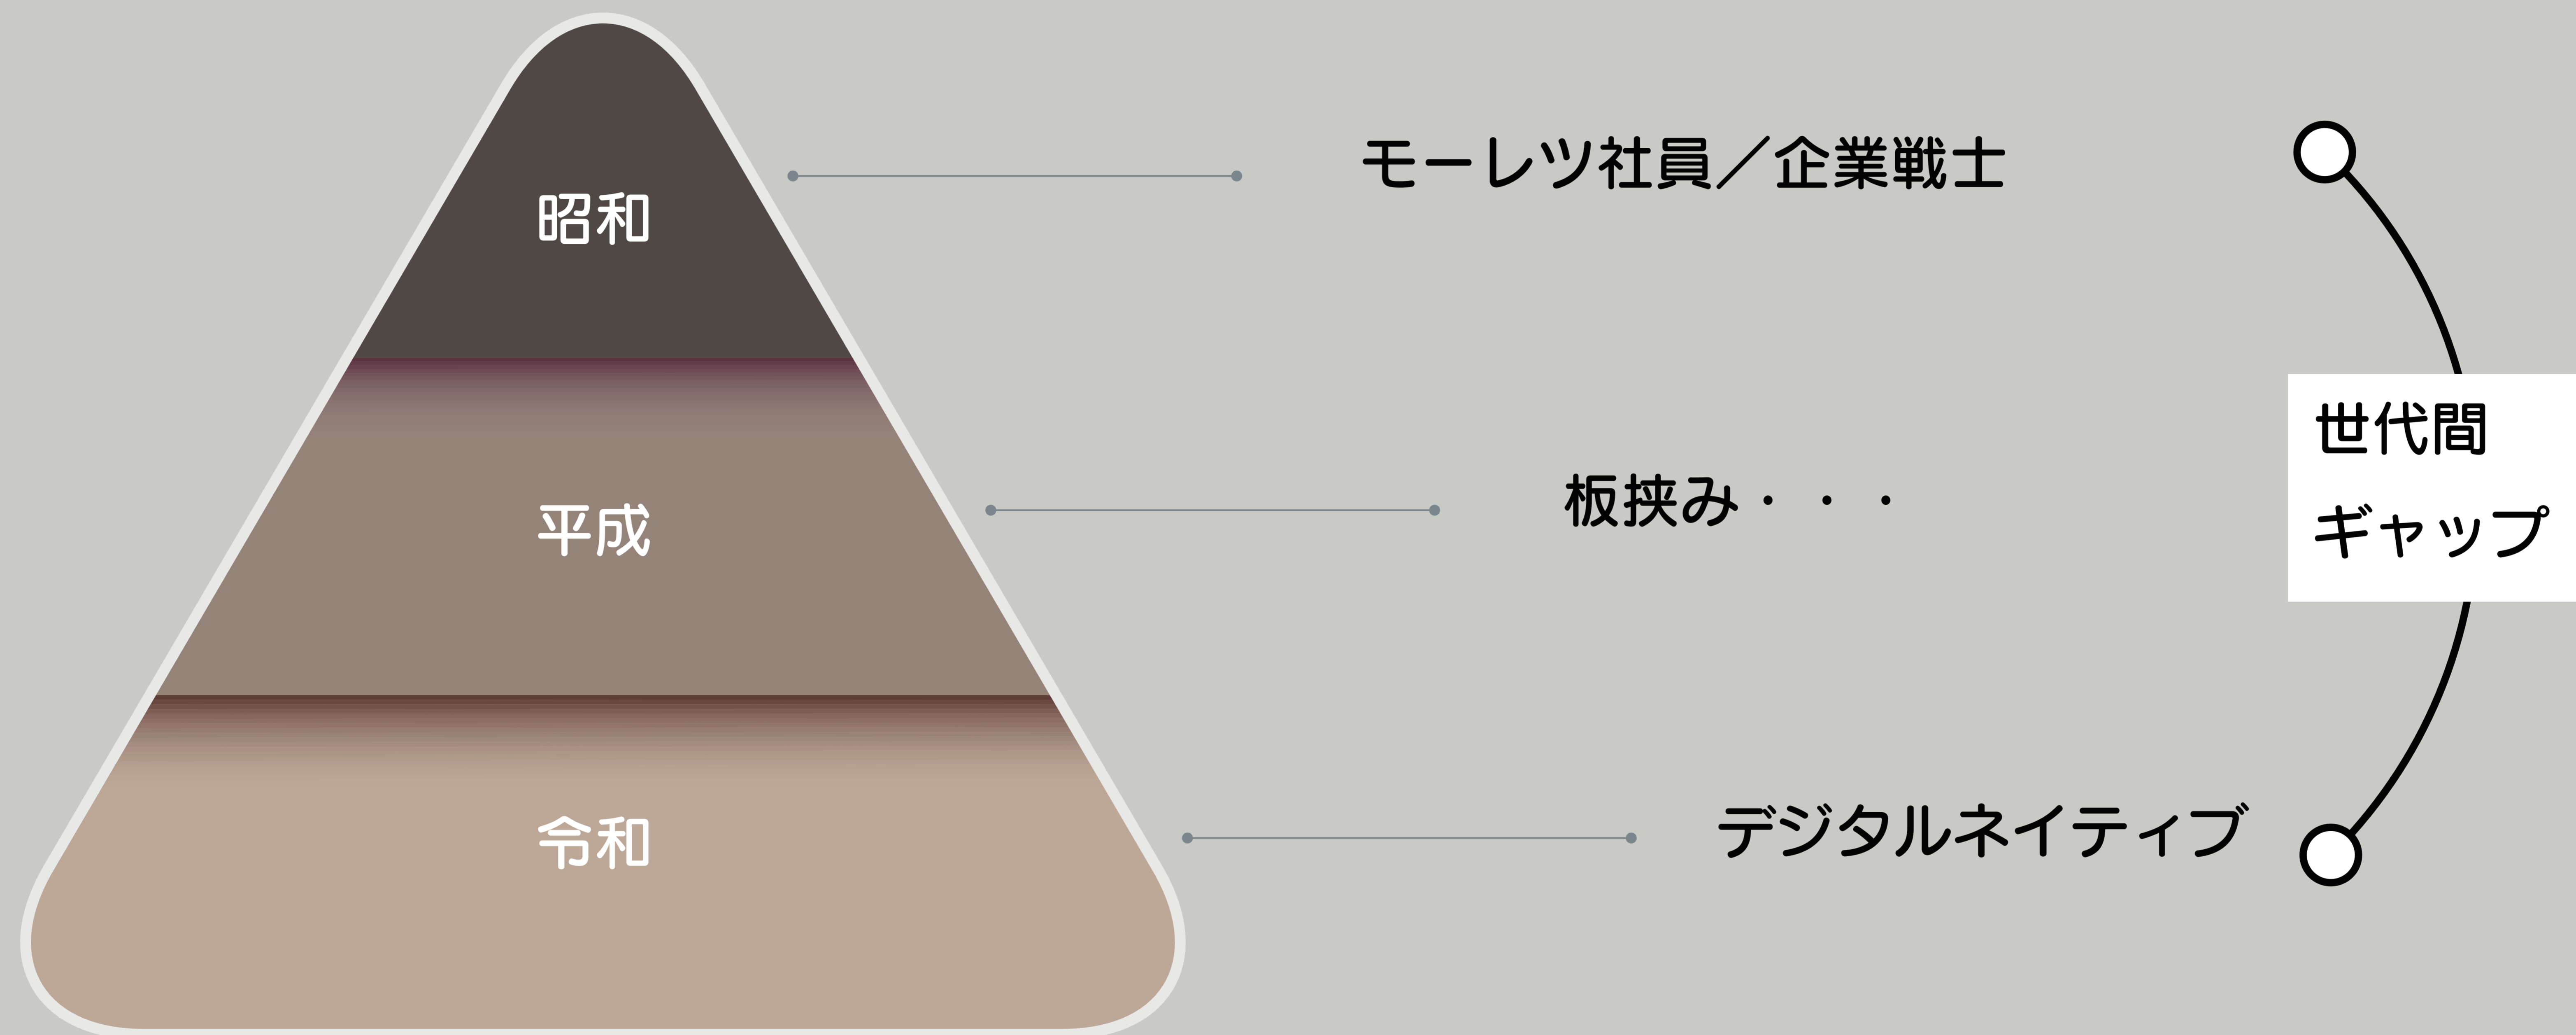 昭和
モーレツ社員／企業戦士
平成
板挟み・・・
令和
デジタルネイティブ
世代間
ギャップ